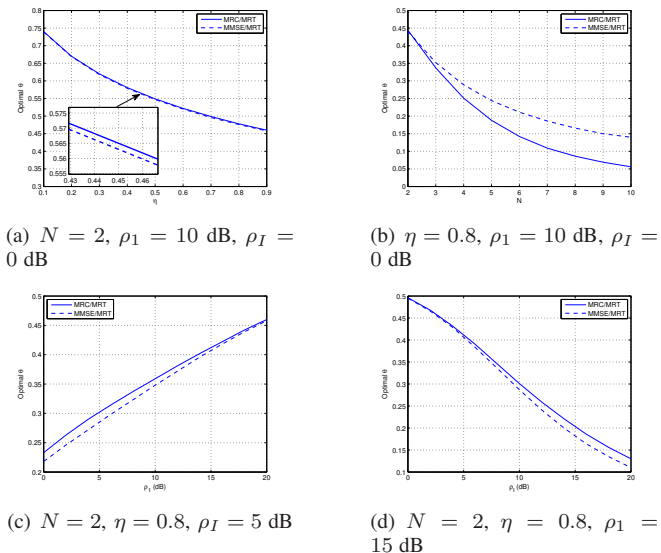 MRC/MRT
MMSE/MRT
Optimal θ
0.8
0.75
0.7
0.65
0.6
0.55
0.5
0.45
0.4
0.35
0.3
0.575
0.57
0.565
0.56
0.555
0.43 0.44 0.45 0.46
0.1 0.2 0.3 0.4 0.5 0.6 0.7 0.8 0.9
η
(a) N = 2, ρ1 = 10 dB, ρI =
0 dB
MRC/MRT
MMSE/MRT
Optimal θ
0.5
0.45
0.4
0.35
0.3
0.25
0.2
0.15
0.1
0.05
0
2 3 4 5 6 7 8 9 10
N
(b) η = 0.8, ρ1 = 10 dB, ρI =
0 dB
MRC/MRT
MMSE/MRT
Optimal θ
0.5
0.45
0.4
0.35
0.3
0.25
0.2
0 5 10 15 20
ρ1 (dB)
(c) N = 2, η = 0.8, ρI = 5 dB
MRC/MRT
MMSE/MRT
Optimal θ
0.5
0.45
0.4
0.35
0.3
0.25
0.2
0.15
0.1
0 5 10 15 20
ρI (dB)
(d) N = 2, η = 0.8, ρ1 =
15 dB